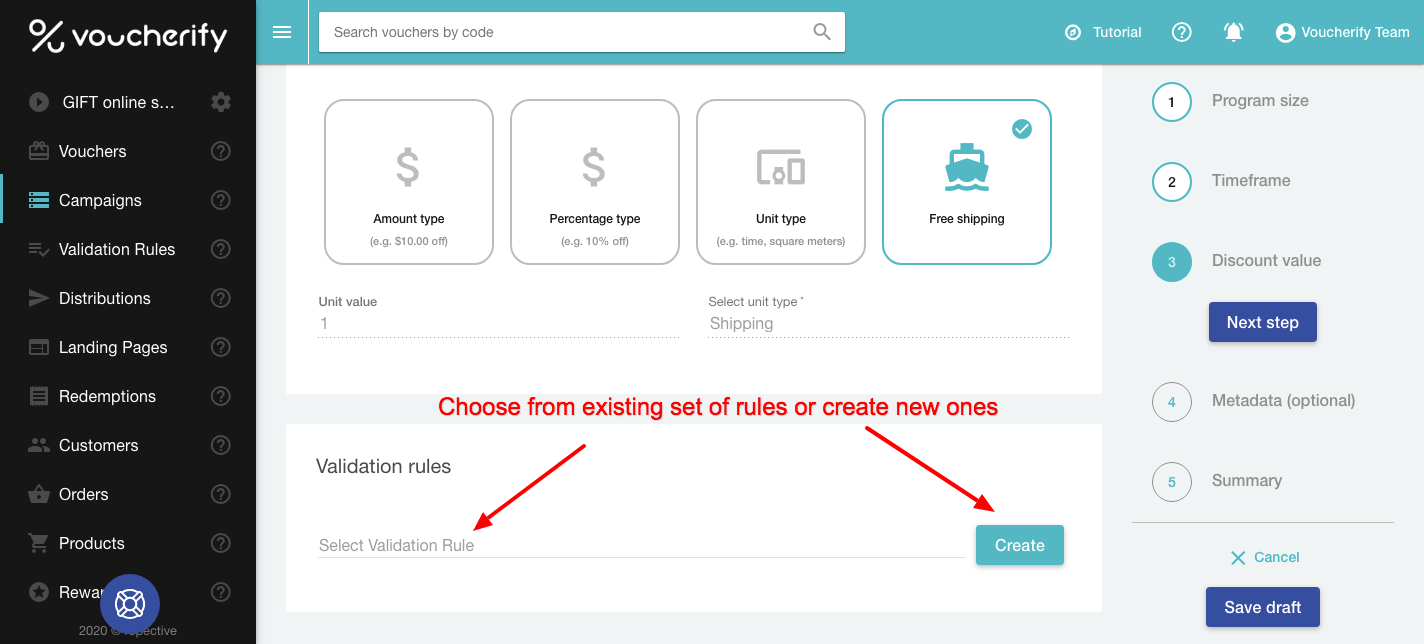 voucherify
GIFT online s...
Vouchers
Campaigns
Validation Rules
Distributions
Landing Pages
Redemptions
Customers
Orders
Products
2020 ©
Search vouchers by code
Tutorial
Voucherify Team
Amount type
(e.g. $10.00 off)
Percentage type
(e.g. 10% off)
Unit type
(e.g. time, square meters)
Free shipping
Unit value
1
Select unit type *
Shipping
Choose from existing set of rules or create new ones
Validation rules
Select Validation Rule
Create
1 Program size
2 Timeframe
3 Discount value
Next step
4 Metadata (optional)
5 Summary
Cancel
Save draft